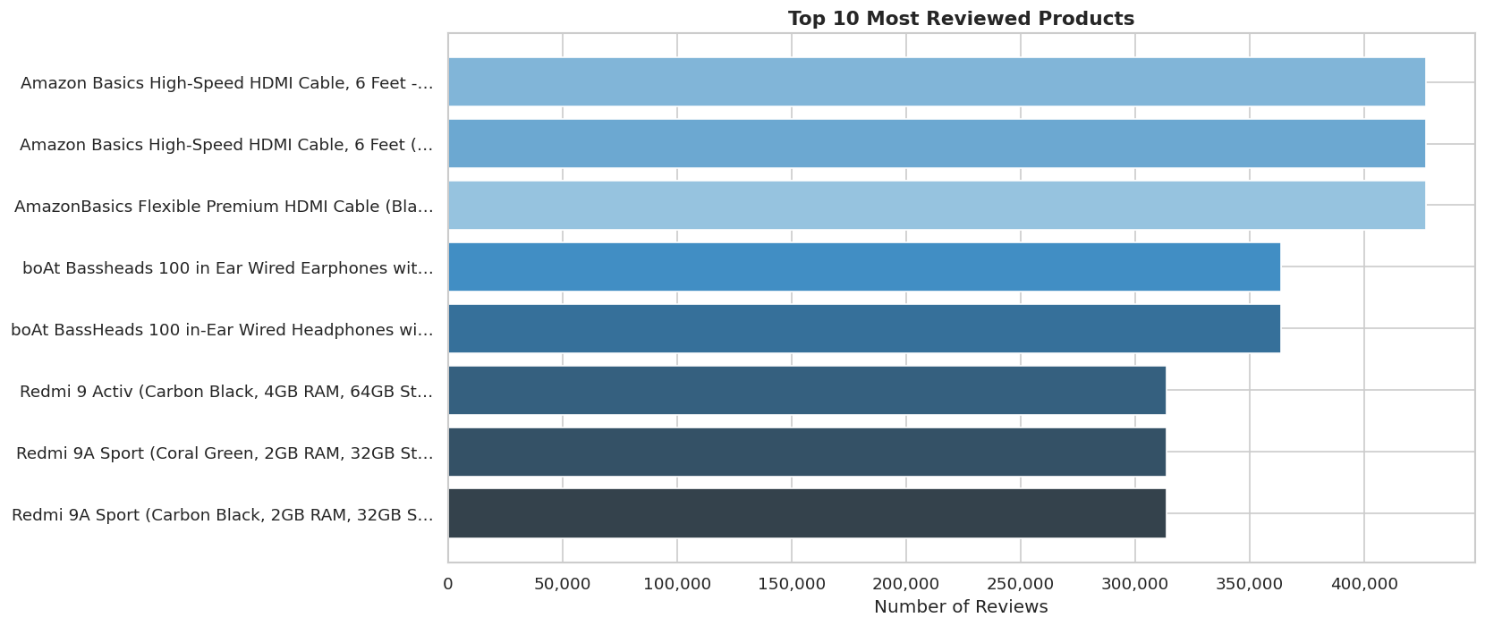 Top 10 Most Reviewed Products
Amazon Basics High-Speed HDMI Cable, 6 Feet -...
Amazon Basics High-Speed HDMI Cable, 6 Feet (...
AmazonBasics Flexible Premium HDMI Cable (Bla...
boAt Bassheads 100 in Ear Wired Earphones wit...
boAt BassHeads 100 in-Ear Wired Headphones wi...
Redmi 9 Activ (Carbon Black, 4GB RAM, 64GB St...
Redmi 9A Sport (Coral Green, 2GB RAM, 32GB St...
Redmi 9A Sport (Carbon Black, 2GB RAM, 32GB S...
0 50,000 100,000 150,000 200,000 250,000 300,000 350,000 400,000
Number of Reviews